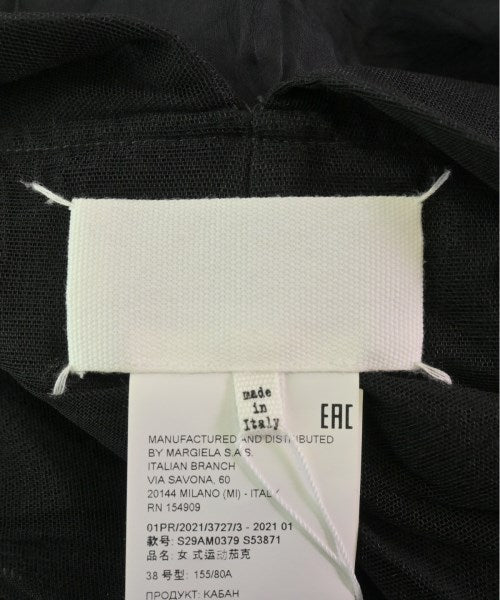 made
in
Italy
EAC
MANUFACTURED AND DISTRIBUTED
BY MARGIELA S.A.S.
ITALIAN BRANCH
VIA SAVONA, 60
20144 MILANO (MI) - ITALY
RN 154909
01PR/2021/3727/3 - 2021 01
款号: S29AM0379 S53871
品名: 女 式运动茄克
38 号型: 155/80A
ПРОДУКТ: КАБАН